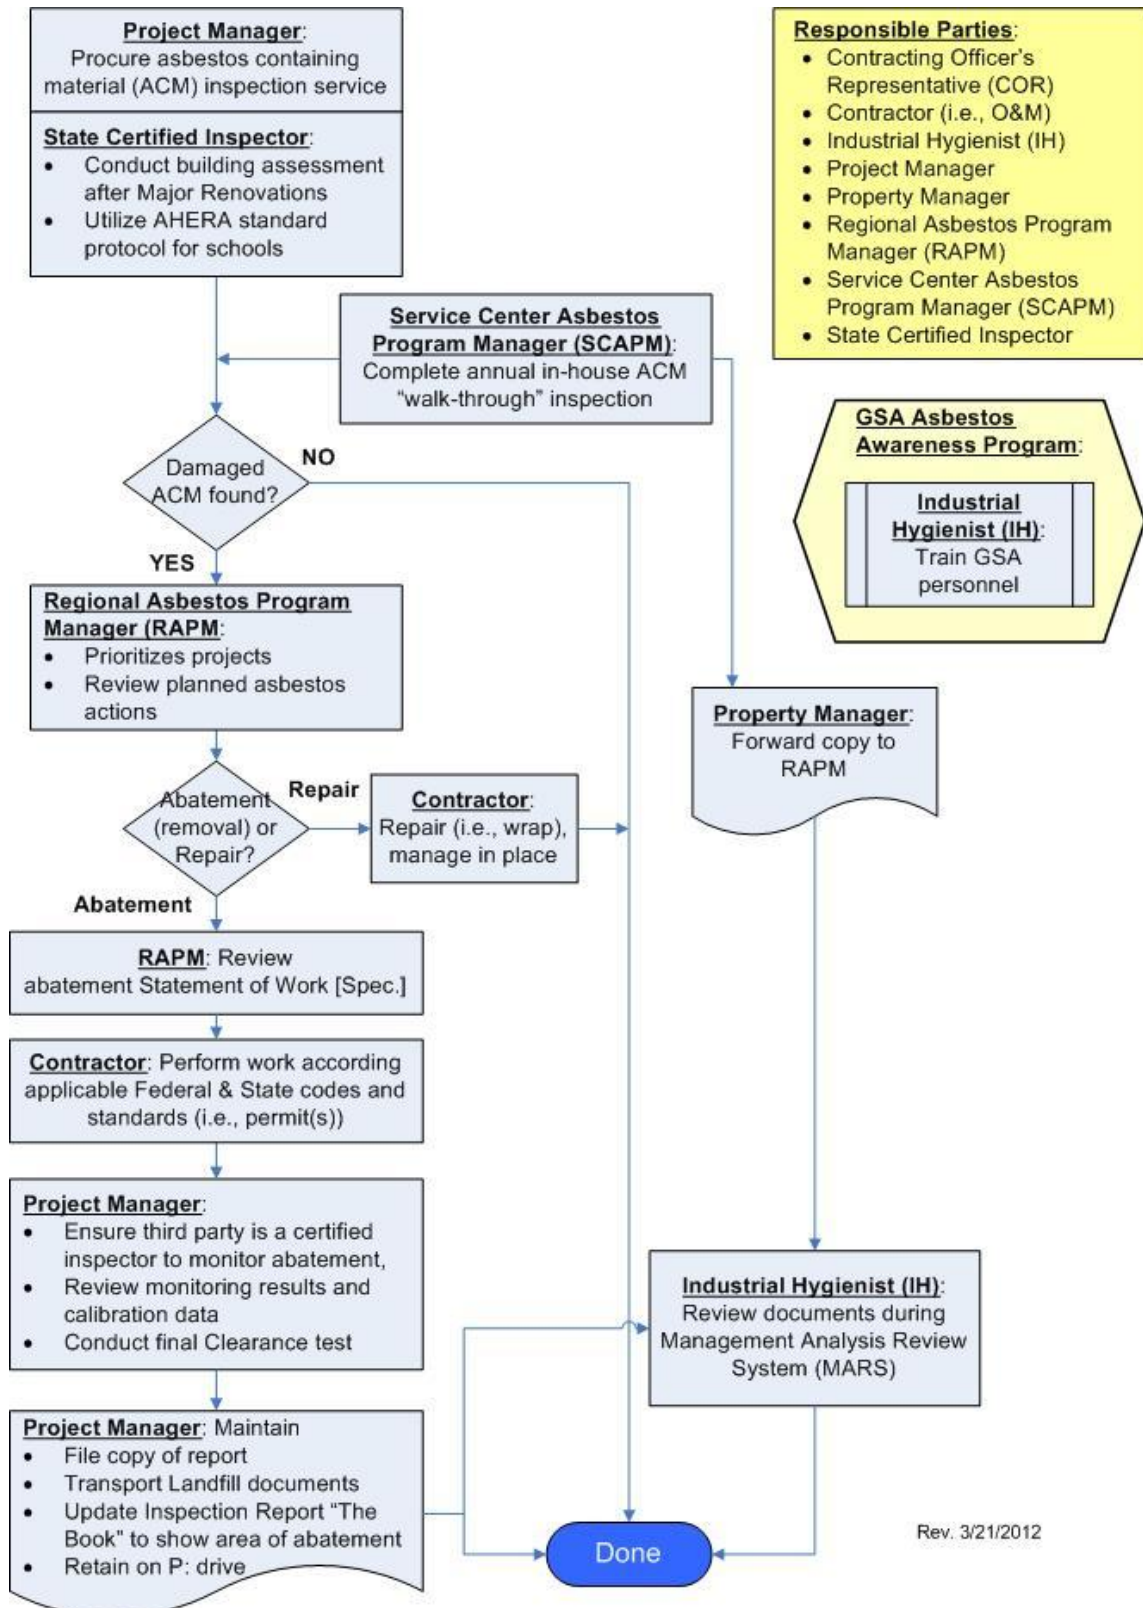 Project Manager:
Procure asbestos containing
material (ACM) inspection service
State Certified Inspector:
• Conduct building assessment
after Major Renovations
• Utilize AHERA standard
protocol for schools
Service Center Asbestos
Program Manager (SCAPM):
Complete annual in-house ACM
“walk-through” inspection
Responsible Parties:
• Contracting Officer's
Representative (COR)
• Contractor (i.e., O&M)
• Industrial Hygienist (IH)
• Project Manager
• Property Manager
• Regional Asbestos Program
Manager (RAPM)
• Service Center Asbestos
Program Manager (SCAPM)
• State Certified Inspector
GSA Asbestos
Awareness Program:
Industrial
Hygienist (IH):
Train GSA
personnel
Damaged
ACM found?
NO
YES
Regional Asbestos Program
Manager (RAPM:
• Prioritizes projects
• Review planned asbestos
actions
Property Manager:
Forward copy to
RAPM
Abatement
(removal) or
Repair?
Repair
Contractor:
Repair (i.e., wrap),
manage in place
Abatement
RAPM: Review
abatement Statement of Work [Spec.]
Contractor: Perform work according
applicable Federal & State codes and
standards (i.e., permit(s))
Project Manager:
• Ensure third party is a certified
inspector to monitor abatement,
• Review monitoring results and
calibration data
• Conduct final Clearance test
Industrial Hygienist (IH):
Review documents during
Management Analysis Review
System (MARS)
Project Manager: Maintain
• File copy of report
• Transport Landfill documents
• Update Inspection Report “The
Book” to show area of abatement
• Retain on P: drive
Done
Rev. 3/21/2012